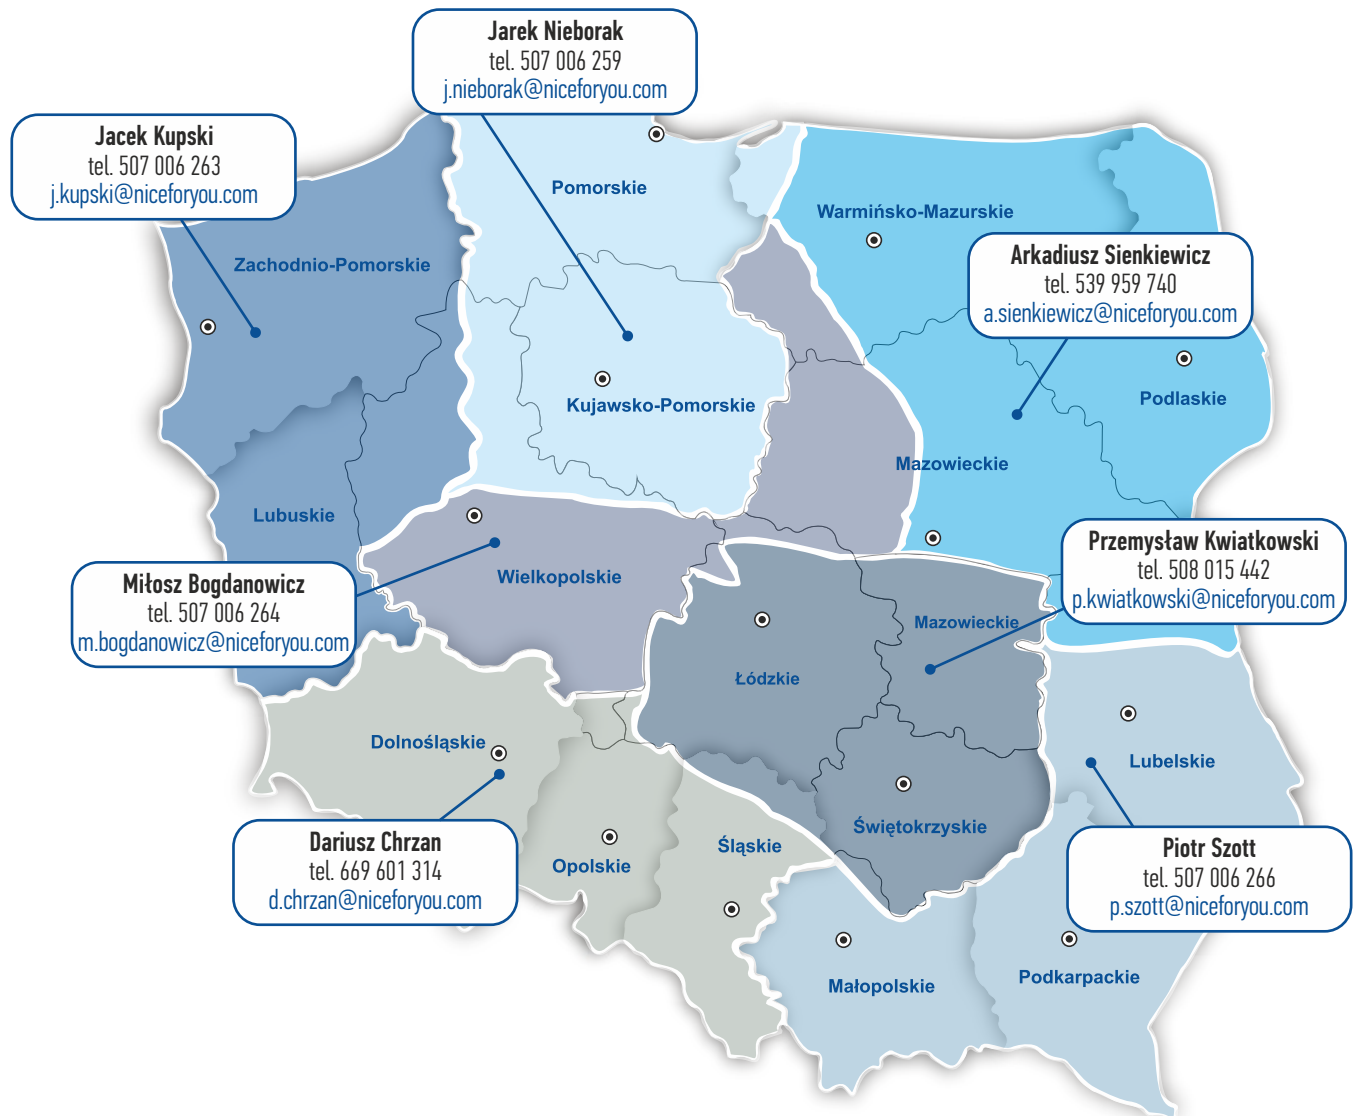 Jarek Nieborak
tel. 507 006 259
j.nieborak@niceforyou.com
Jacek Kupski
tel. 507 006 263
j.kupski@niceforyou.com
Pomorskie
Warmińsko-Mazurskie
Zachodnio-Pomorskie
Arkadiusz Sienkiewicz
tel. 539 959 740
a.sienkiewicz@niceforyou.com
Kujawsko-Pomorskie
Podlaskie
Mazowieckie
Lubuskie
Przemysław Kwiatkowski
tel. 508 015 442
p.kwiatkowski@niceforyou.com
Miłosz Bogdanowicz
tel. 507 006 264
m.bogdanowicz@niceforyou.com
Wielkopolskie
Mazowieckie
Łódzkie
Dolnośląskie
Lubelskie
Dariusz Chrzan
tel. 669 601 314
d.chrzan@niceforyou.com
Opolskie
Śląskie
Świętokrzyskie
Piotr Szott
tel. 507 006 266
p.szott@niceforyou.com
Małopolskie
Podkarpackie